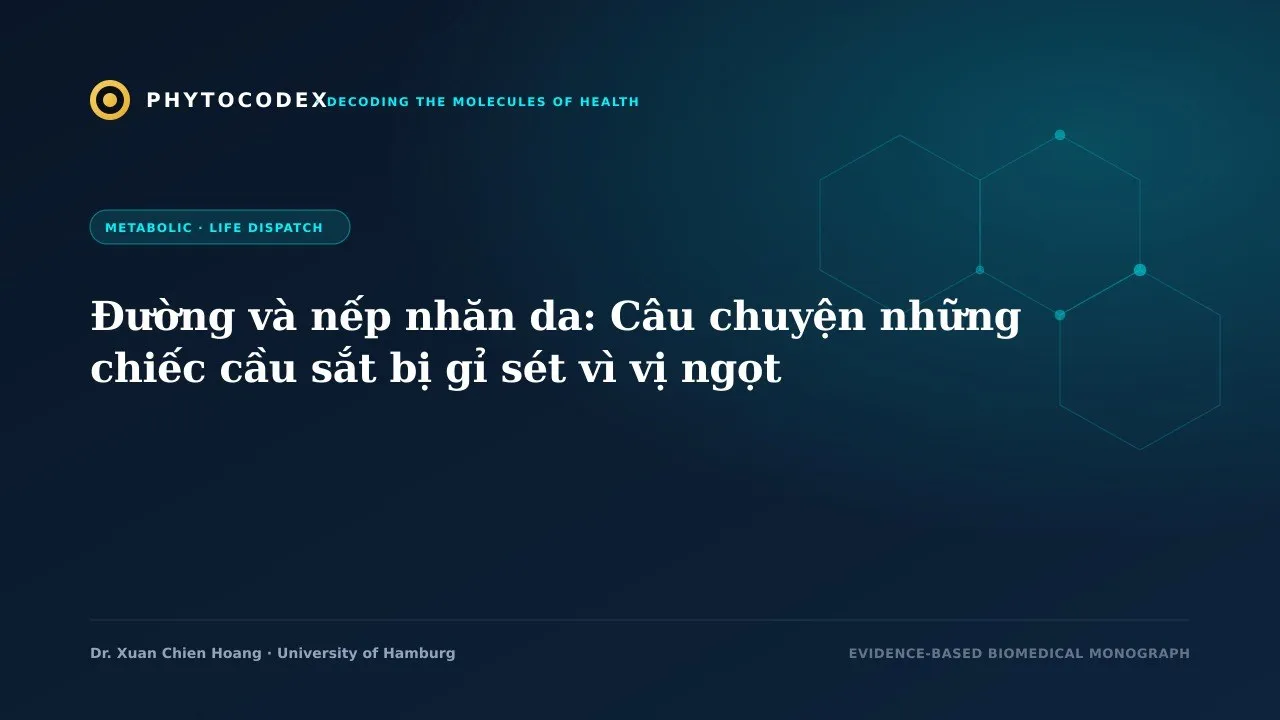 PHYTOCODEX DECODING THE MOLECULES OF HEALTH
METABOLIC · LIFE DISPATCH
Đường và nếp nhăn da: Câu chuyện những
chiếc cầu sắt bị gỉ sét vì vị ngọt
Dr. Xuan Chien Hoang · University of Hamburg
EVIDENCE-BASED BIOMEDICAL MONOGRAPH